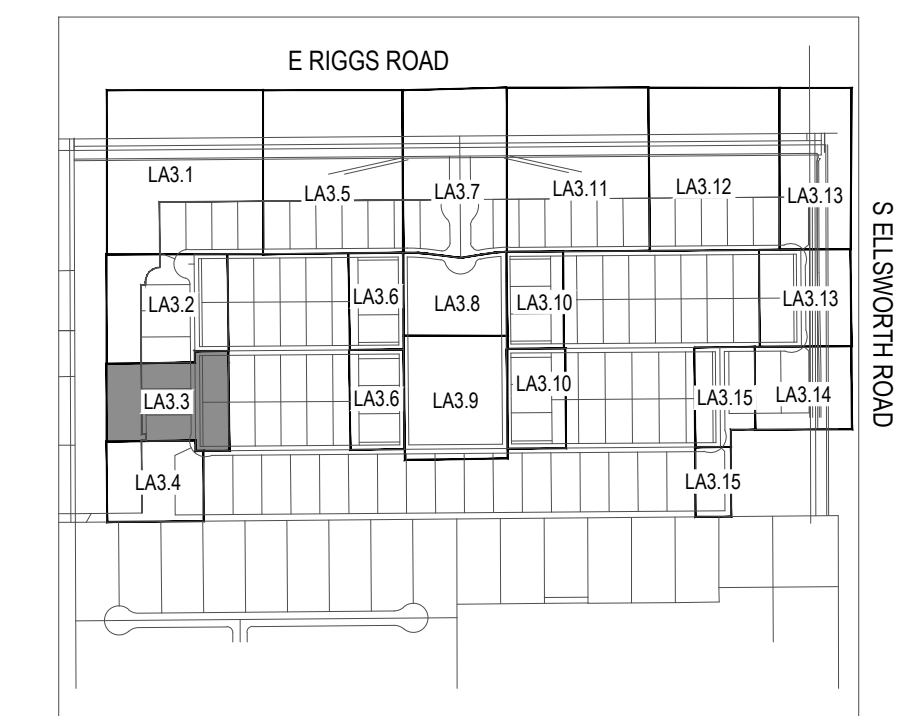 E RIGGS ROAD
LA3.1
LA3.5
LA3.7
LA3.11
LA3.12
LA3.13
S ELLSWORTH ROAD
LA3.2
LA3.6
LA3.8
LA3.10
LA3.13
LA3.3
LA3.6
LA3.9
LA3.10
LA3.15
LA3.14
LA3.4
LA3.15